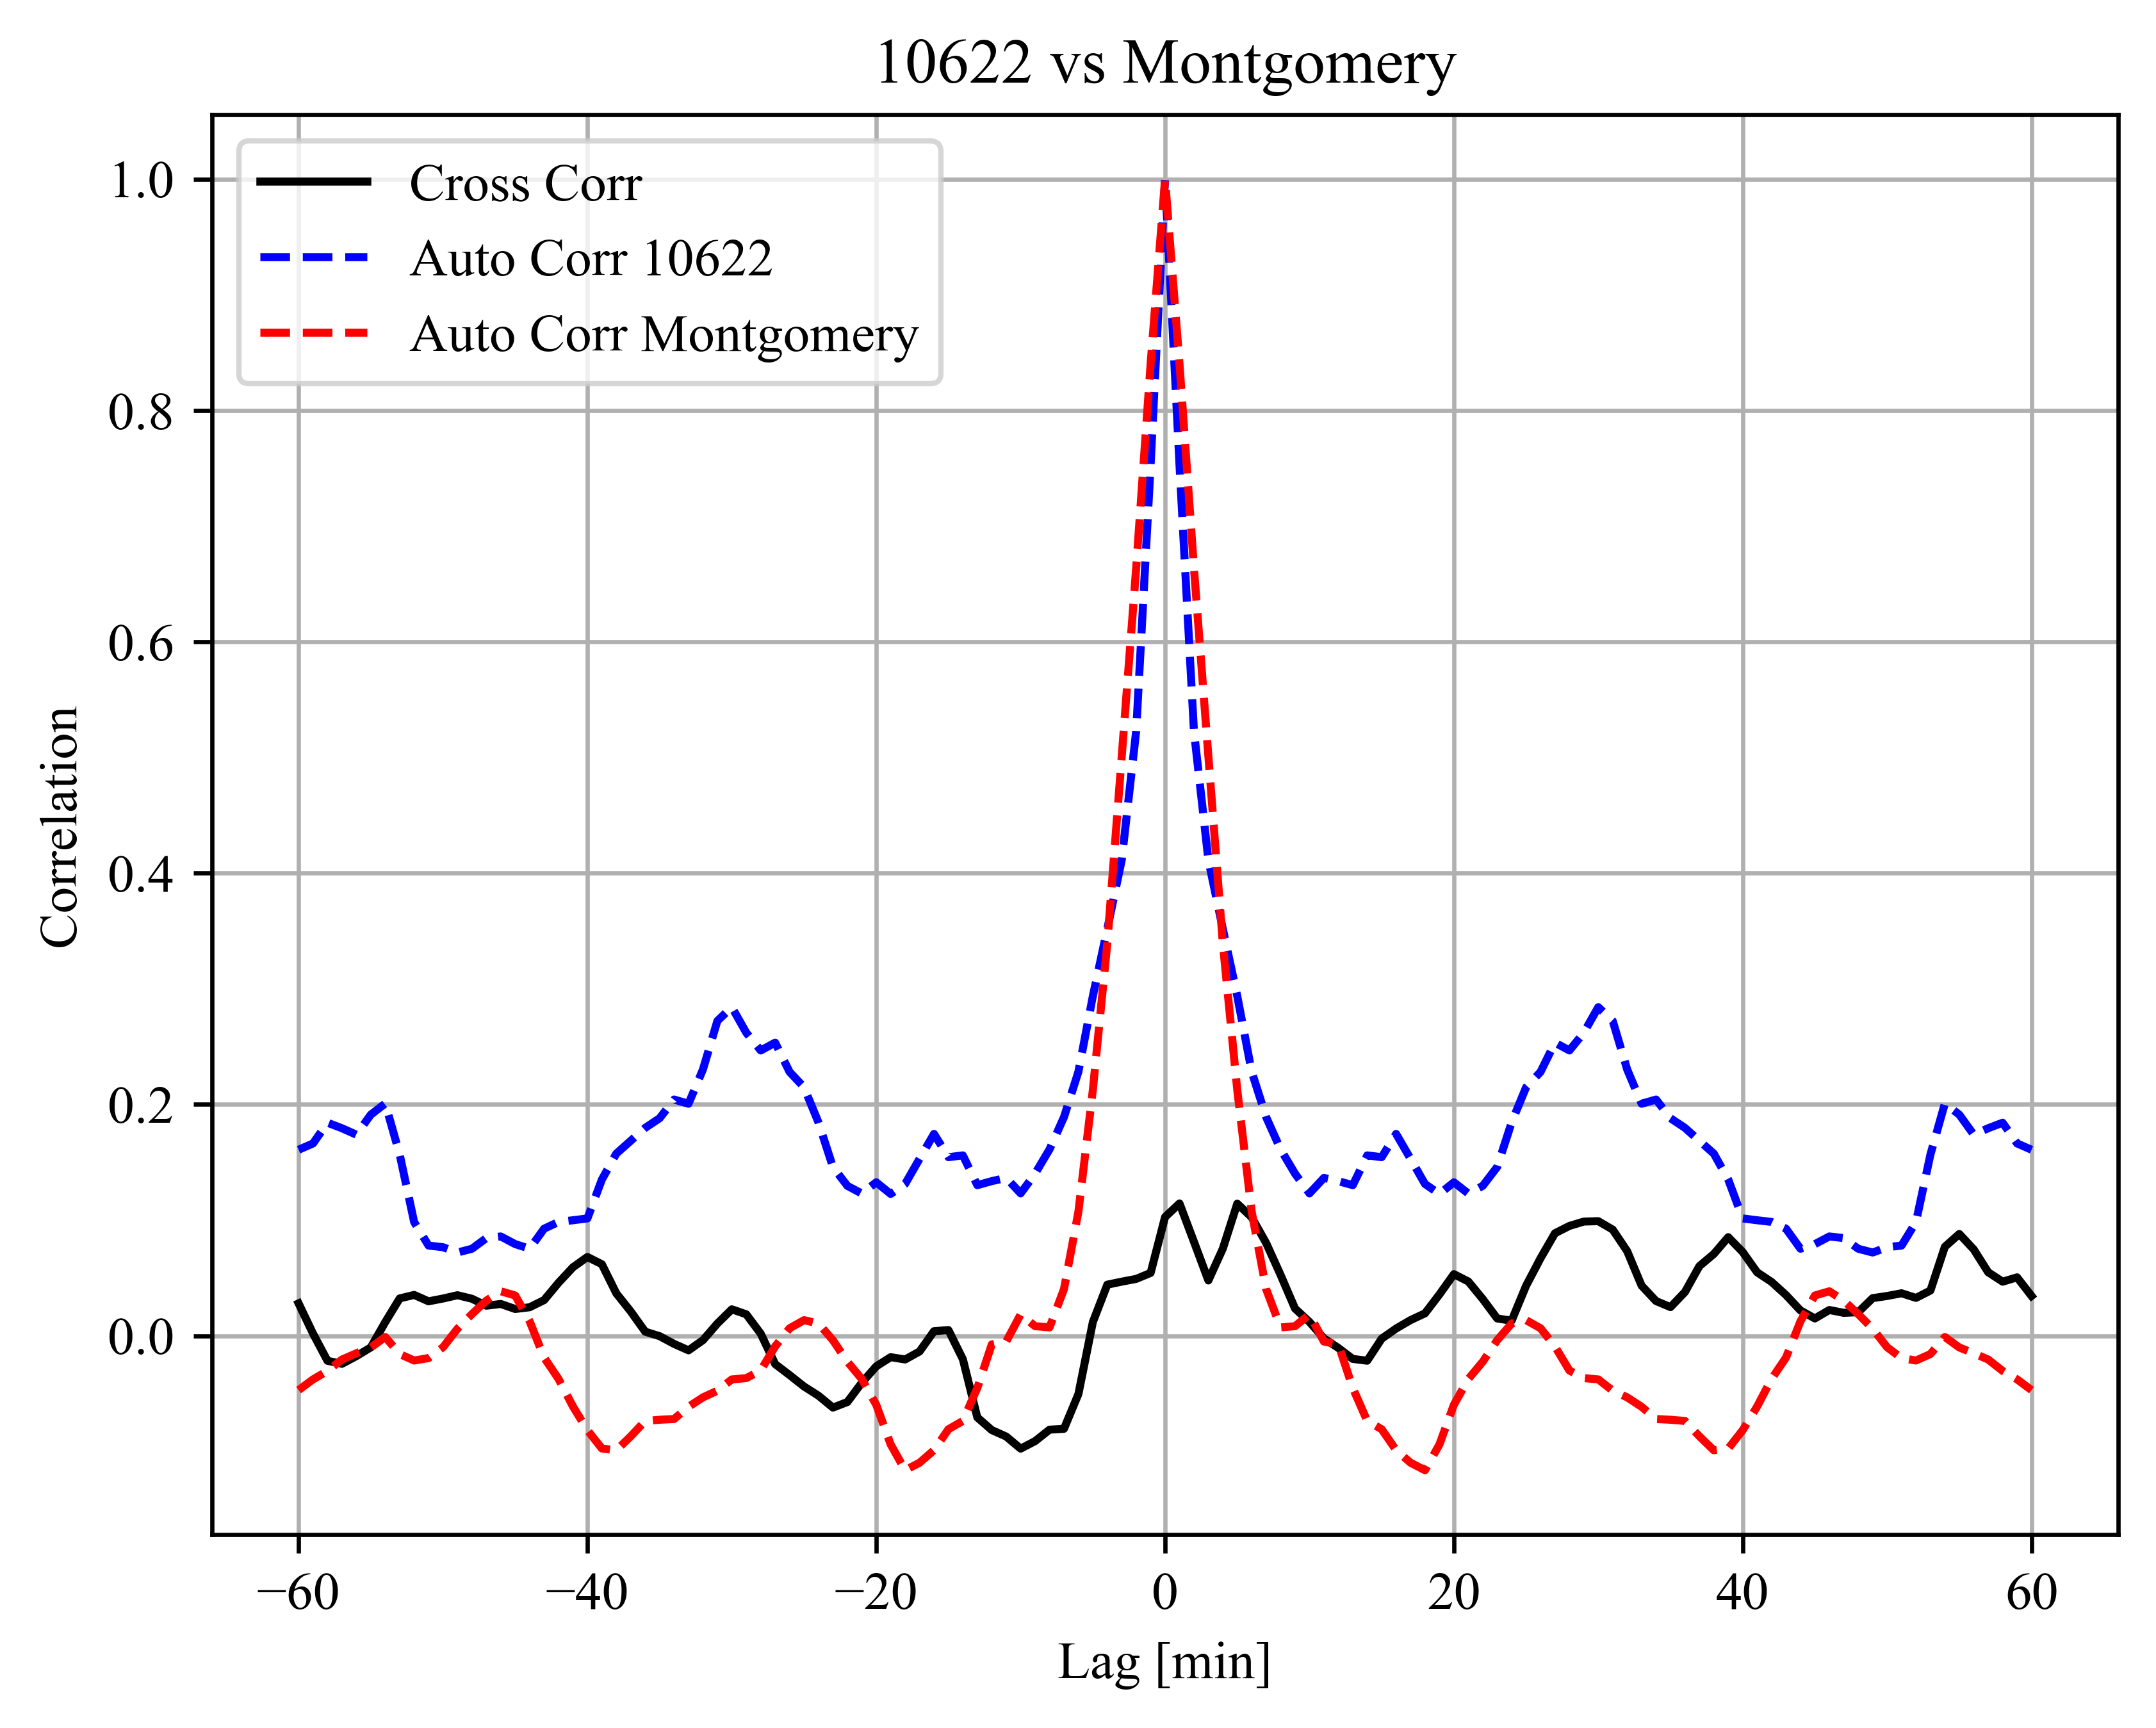 10622 vs Montgomery
Cross Corr
Auto Corr 10622
Auto Corr Montgomery
1.0
0.8
0.6
0.4
0.2
0.0
Correlation
−60
−40
−20
0
20
40
60
Lag [min]